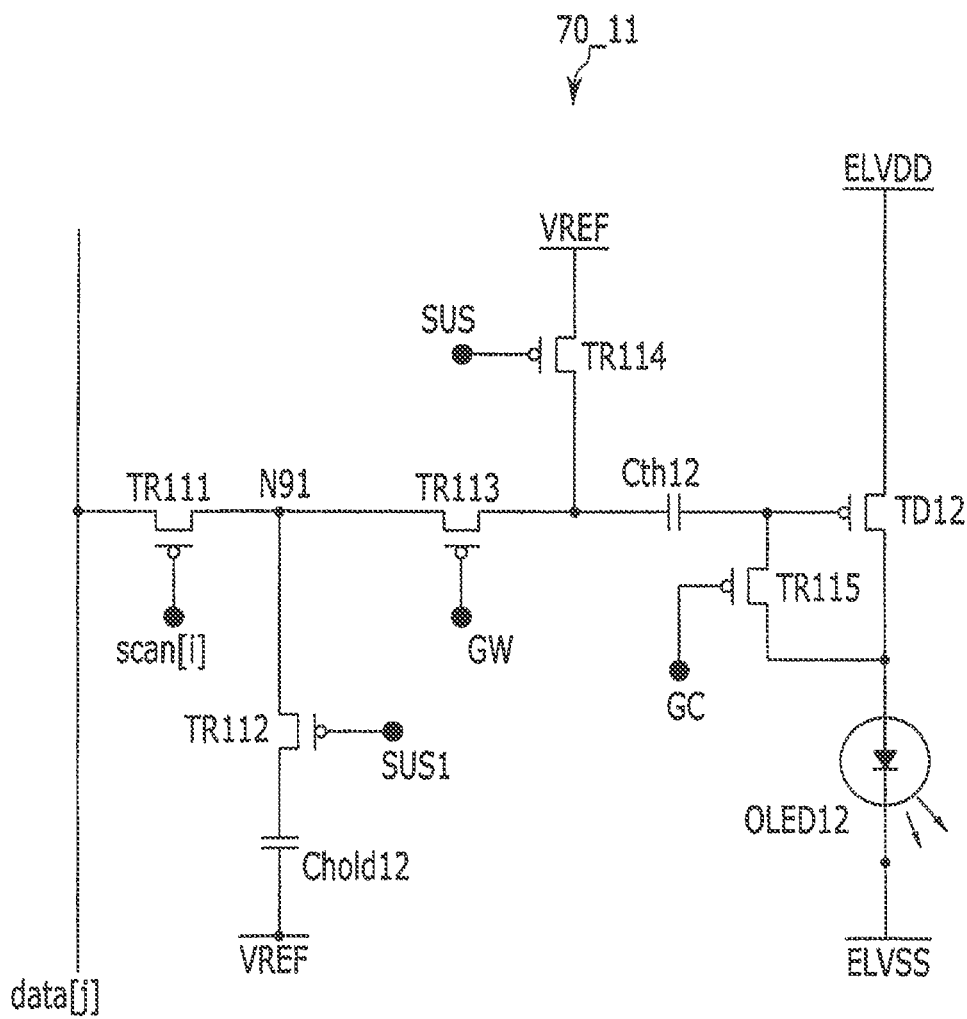 70_11
ELVDD
VREF
SUS
TR114
Cth12
TR111
N91
TR113
TD12
TR115
scan[i]
GW
GC
TR112
SUS1
OLED12
Chold12
VREF
ELVSS
data[j]